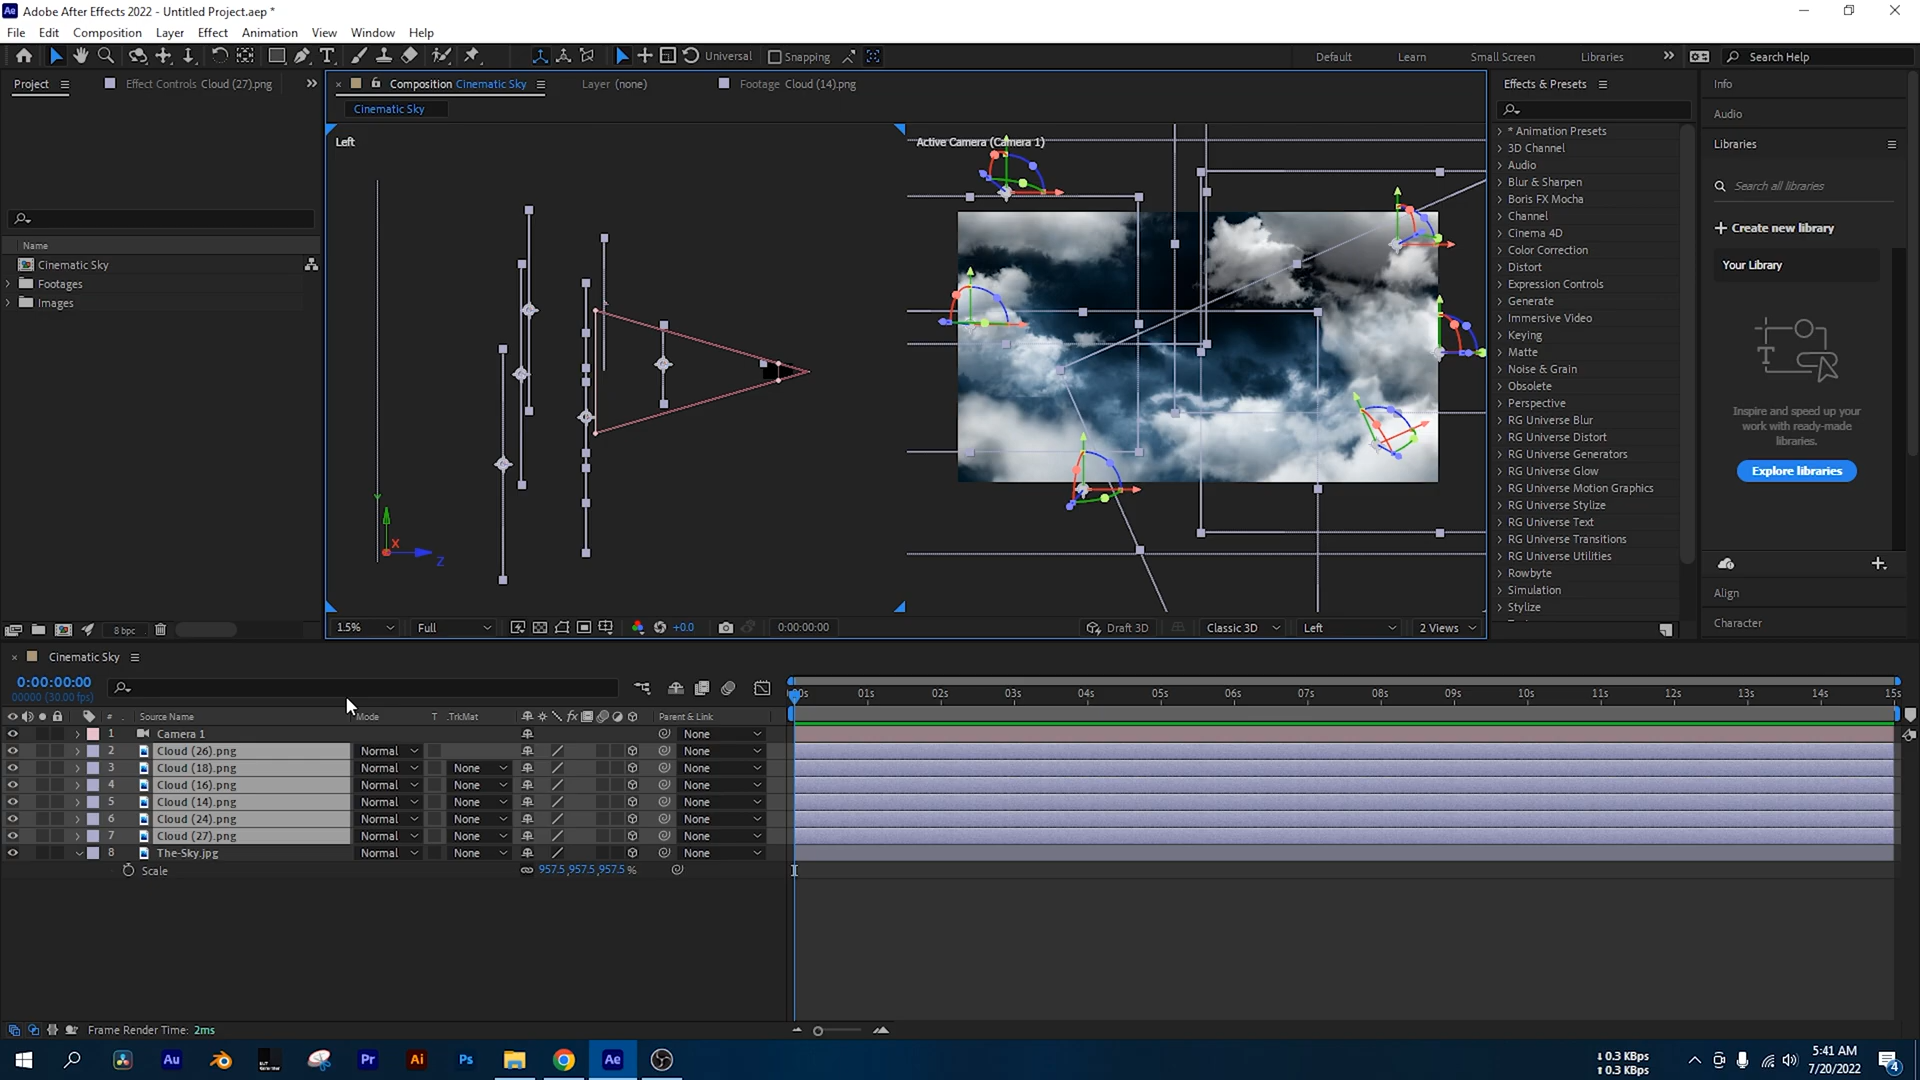 Adobe After Effects 2022 - Untitled Project.aep *
File Edit Composition Layer Effect Animation View Window Help
Universal Snapping Default Learn Small Screen Libraries Search Help
Project Effect Controls Cloud (27).png
Composition Cinematic Sky Layer (none) Footage Cloud (14).png
Cinematic Sky
Left
Active Camera (Camera 1)
Name
Cinematic Sky
Footages
Images
8 bpc
X
Y
Z
1.5% Full +0.0 0:00:00:00 Draft 3D Classic 3D Left 2 Views
Effects & Presets
* Animation Presets
3D Channel
Audio
Blur & Sharpen
Boris FX Mocha
Channel
Cinema 4D
Color Correction
Distort
Expression Controls
Generate
Immersive Video
Keying
Matte
Noise & Grain
Obsolete
Perspective
RG Universe Blur
RG Universe Distort
RG Universe Generators
RG Universe Glow
RG Universe Motion Graphics
RG Universe Stylize
RG Universe Text
RG Universe Transitions
RG Universe Utilities
Rowbyte
Simulation
Stylize
Info
Audio
Libraries
Search all libraries
Create new library
Your Library
Inspire and speed up your
work with ready-made
libraries.
Explore libraries
Align
Character
Cinematic Sky
0:00:00:00
00000 (30.00 fps)
:00s 01s 02s 03s 04s 05s 06s 07s 08s 09s 10s 11s 12s 13s 14s 15s
# Source Name Mode T .TrkMat fx Parent & Link
1 Camera 1 None
2 Cloud (26).png Normal None
3 Cloud (18).png Normal None None
4 Cloud (16).png Normal None None
5 Cloud (14).png Normal None None
6 Cloud (24).png Normal None None
7 Cloud (27).png Normal None None
8 The-Sky.jpg Normal None None
Scale 957.5,957.5,957.5 %
Frame Render Time: 2ms
Au Pr Ai Ps Ae
0.3 KBps
0.3 KBps
5:41 AM
7/20/2022
4